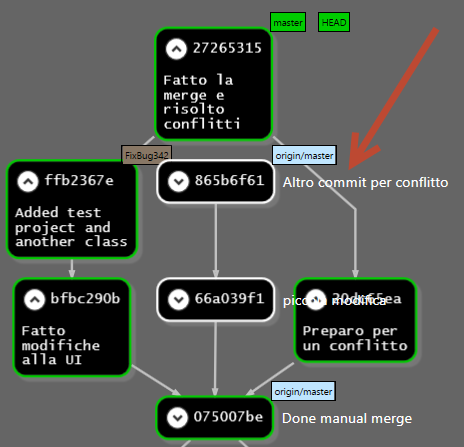 master HEAD
27265315
Fatto la
merge e
risolto
conflitti
FixBug342 origin/master
ffb2367e
Added test
project and
another class
865b6f61
Altro commit per conflitto
bfbc290b
Fatto
modifiche
alla UI
66a039f1
piccola modifica
Preparo per
un conflitto
origin/master
075007be
Done manual merge